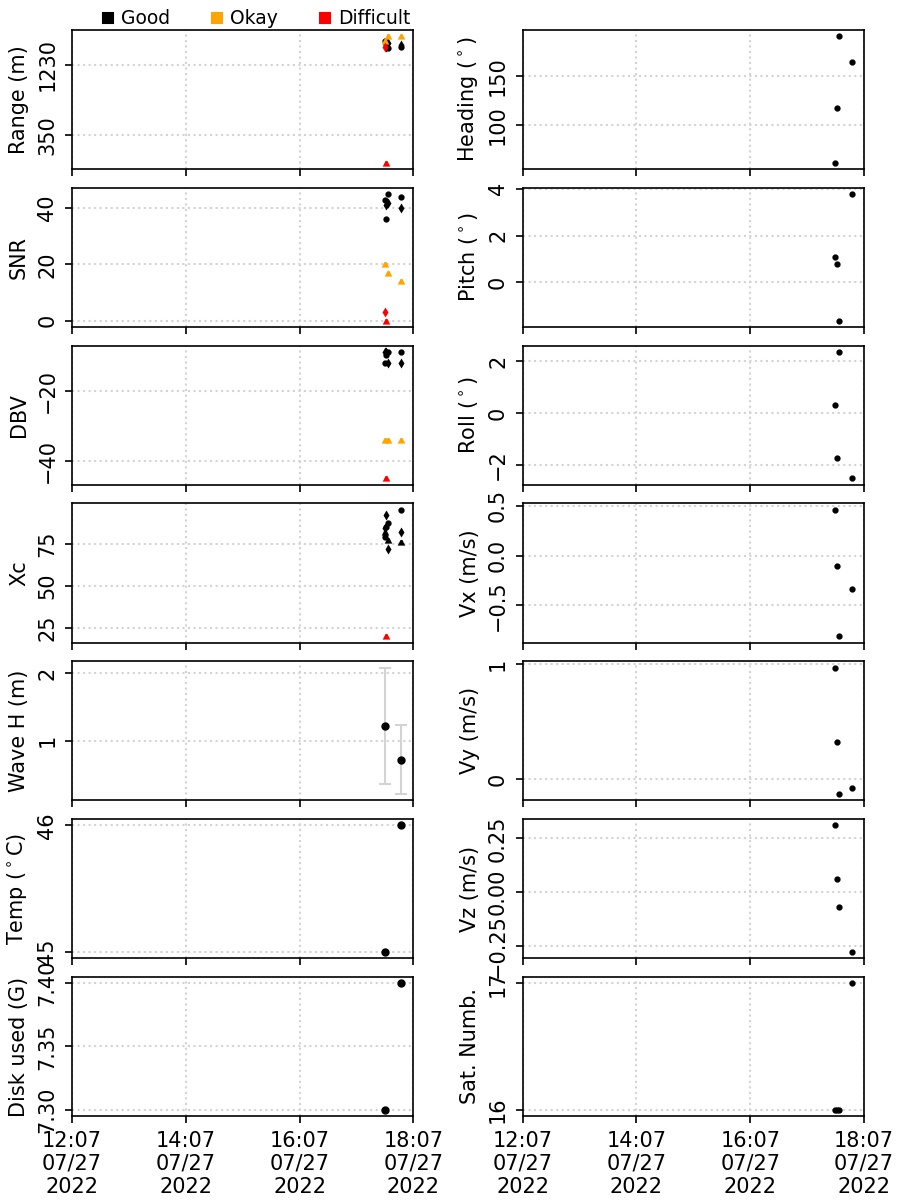 Good Okay Difficult
Range (m)
1230
350
Heading (°)
150
100
SNR
40
20
0
Pitch (°)
4
2
0
DBV
−20
−40
Roll (°)
2
0
−2
Xc
75
50
25
Vx (m/s)
0.5
0.0
−0.5
Wave H (m)
2
1
Vy (m/s)
1
0
Temp (°C)
46
45
Vz (m/s)
0.25
0.00
−0.25
Disk used (G)
7.40
7.35
7.30
Sat. Numb.
17
16
12:07 14:07 16:07 18:07 12:07 14:07 16:07 18:07
07/27 07/27 07/27 07/27 07/27 07/27 07/27 07/27
2022 2022 2022 2022 2022 2022 2022 2022